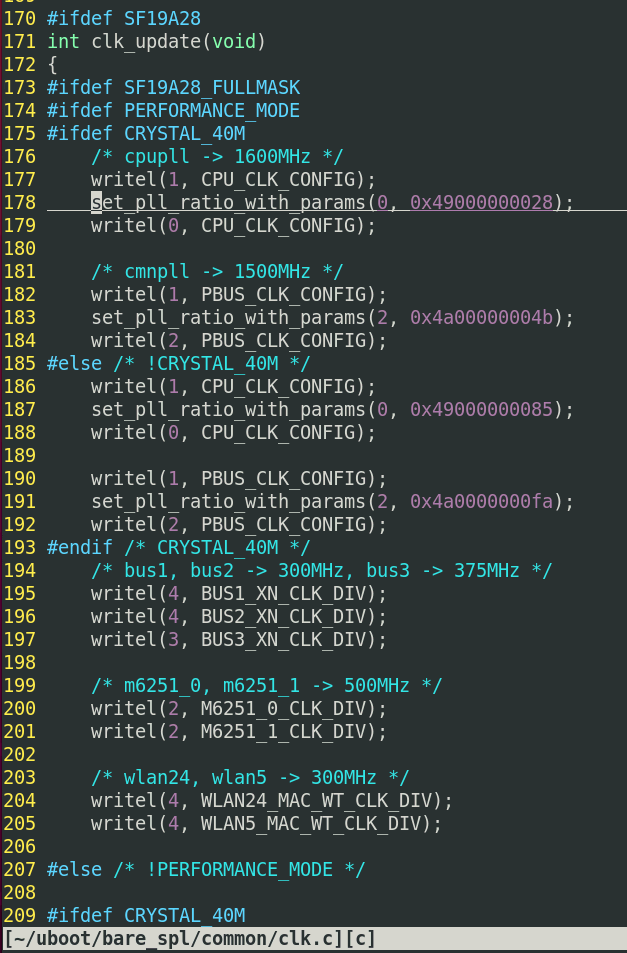 170 #ifdef SF19A28
171 int clk_update(void)
172 {
173 #ifdef SF19A28_FULLMASK
174 #ifdef PERFORMANCE_MODE
175 #ifdef CRYSTAL_40M
176     /* cpupll -> 1600MHz */
177     writel(1, CPU_CLK_CONFIG);
178     set_pll_ratio_with_params(0, 0x49000000028);
179     writel(0, CPU_CLK_CONFIG);
180
181     /* cmnpll -> 1500MHz */
182     writel(1, PBUS_CLK_CONFIG);
183     set_pll_ratio_with_params(2, 0x4a00000004b);
184     writel(2, PBUS_CLK_CONFIG);
185 #else /* !CRYSTAL_40M */
186     writel(1, CPU_CLK_CONFIG);
187     set_pll_ratio_with_params(0, 0x49000000085);
188     writel(0, CPU_CLK_CONFIG);
189
190     writel(1, PBUS_CLK_CONFIG);
191     set_pll_ratio_with_params(2, 0x4a0000000fa);
192     writel(2, PBUS_CLK_CONFIG);
193 #endif /* CRYSTAL_40M */
194     /* bus1, bus2 -> 300MHz, bus3 -> 375MHz */
195     writel(4, BUS1_XN_CLK_DIV);
196     writel(4, BUS2_XN_CLK_DIV);
197     writel(3, BUS3_XN_CLK_DIV);
198
199     /* m6251_0, m6251_1 -> 500MHz */
200     writel(2, M6251_0_CLK_DIV);
201     writel(2, M6251_1_CLK_DIV);
202
203     /* wlan24, wlan5 -> 300MHz */
204     writel(4, WLAN24_MAC_WT_CLK_DIV);
205     writel(4, WLAN5_MAC_WT_CLK_DIV);
206
207 #else /* !PERFORMANCE_MODE */
208
209 #ifdef CRYSTAL_40M
[~/uboot/bare_spl/common/clk.c][c]